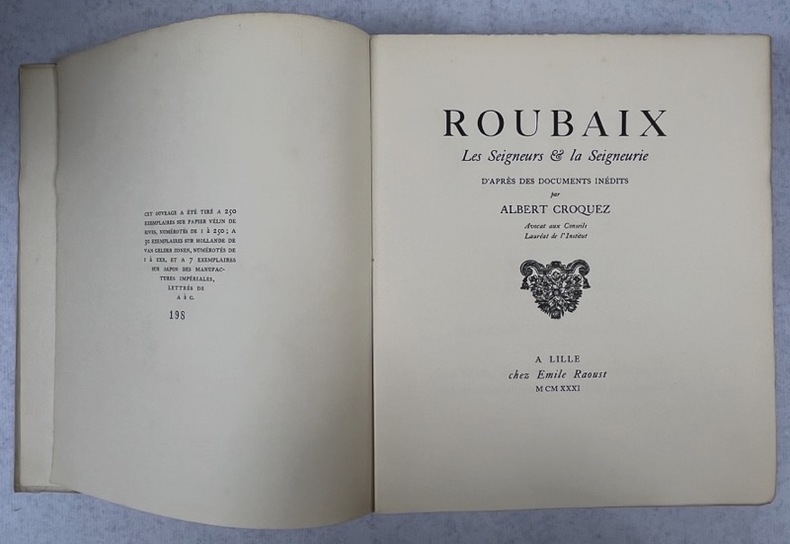 CET OUVRAGE A ÉTÉ TIRÉ A 250
EXEMPLAIRES SUR PAPIER VÉLIN DE
RIVES, NUMÉROTÉS DE 1 à 250 ; A
30 EXEMPLAIRES SUR HOLLANDE DE
VAN GELDER ZONEN, NUMÉROTÉS DE
I à XXX, ET A 7 EXEMPLAIRES
SUR JAPON DES MANUFAC-
TURES IMPÉRIALES,
LETTRÉS DE
A à G.
198
ROUBAIX
Les Seigneurs & la Seigneurie
D'APRÈS DES DOCUMENTS INÉDITS
par
ALBERT CROQUEZ
Avocat aux Conseils
Lauréat de l'Institut
A LILLE
chez Emile Raoust
M CM XXXI